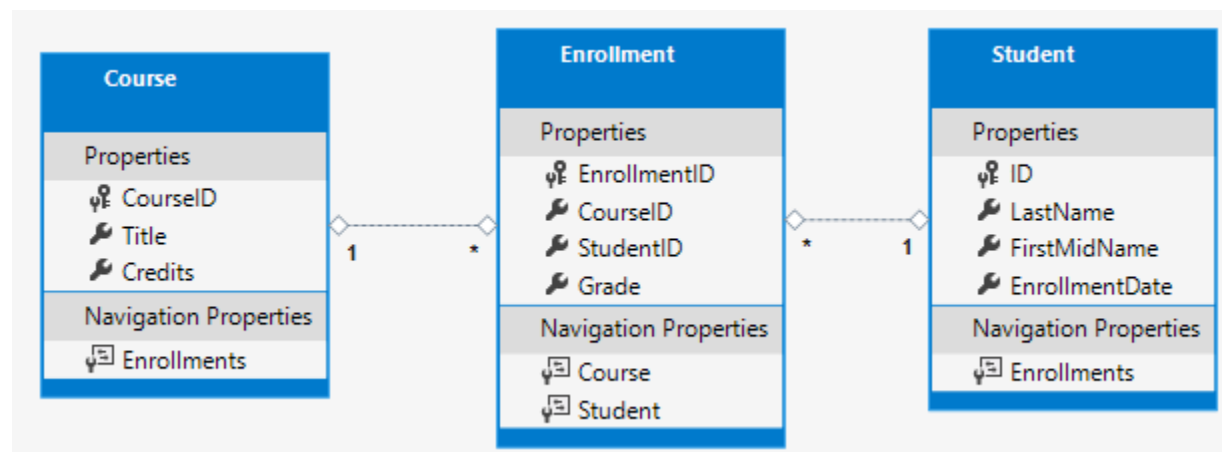 Course
Properties
CourseID
Title
Credits
Navigation Properties
Enrollments
1
*
Enrollment
Properties
EnrollmentID
CourseID
StudentID
Grade
Navigation Properties
Course
Student
*
1
Student
Properties
ID
LastName
FirstMidName
EnrollmentDate
Navigation Properties
Enrollments